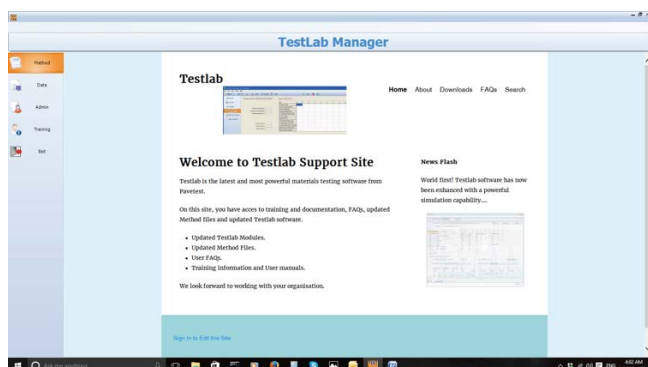 TestLab Manager
Method
Data
Admin
Training
Exit
Testlab
Home About Downloads FAQs Search
Welcome to Testlab Support Site
Testlab is the latest and most powerful materials testing software from
Pavetest.
On this site, you have acces to training and documentation, FAQs, updated
Method files and updated Testlab software.
Updated Testlab Modules.
Updated Method Files.
User FAQs.
Training information and User manuals.
We look forward to working with your organisation.
News Flash
World first! Testlab software has now
been enhanced with a powerful
simulation capability....
Sign in to Edit this Site
Ask me anything
ENG
4:02 AM